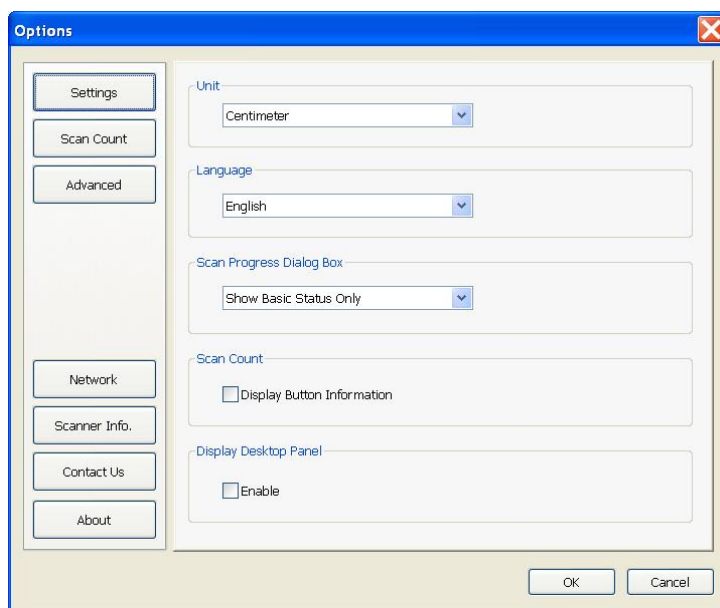 Options
Settings
Scan Count
Advanced
Network
Scanner Info.
Contact Us
About
Unit
Centimeter
Language
English
Scan Progress Dialog Box
Show Basic Status Only
Scan Count
Display Button Information
Display Desktop Panel
Enable
OK
Cancel